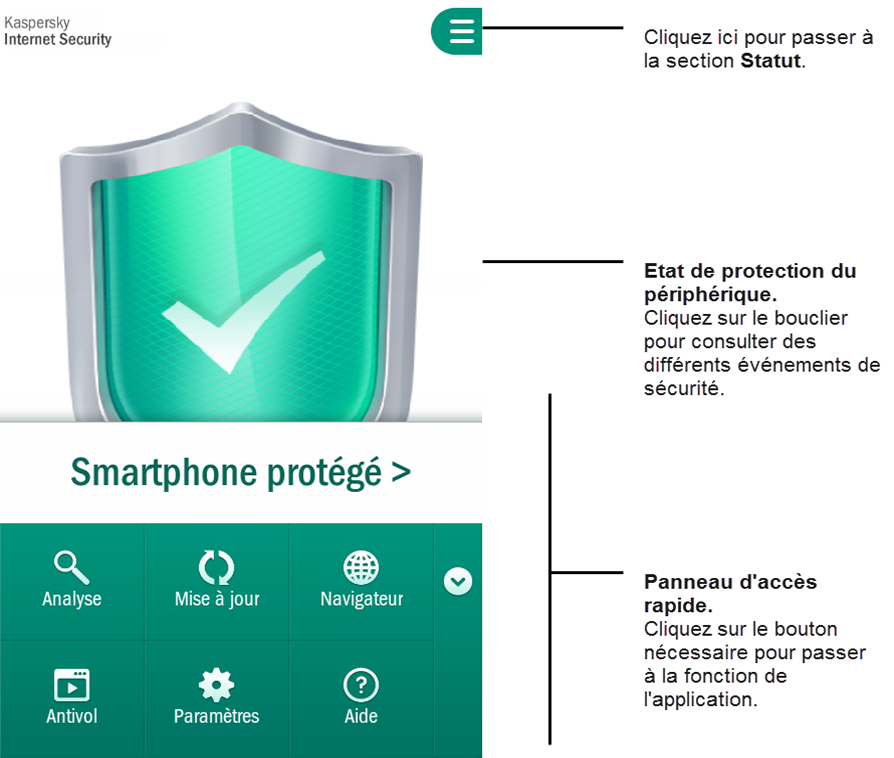 Kaspersky
Internet Security
Cliquez ici pour passer à
la section Statut.
Etat de protection du
périphérique.
Cliquez sur le bouclier
pour consulter des
différents événements de
sécurité.
Smartphone protégé >
Analyse
Mise à jour
Navigateur
Antivol
Paramètres
? Aide
Panneau d'accès
rapide.
Cliquez sur le bouton
nécessaire pour passer
à la fonction de
l'application.